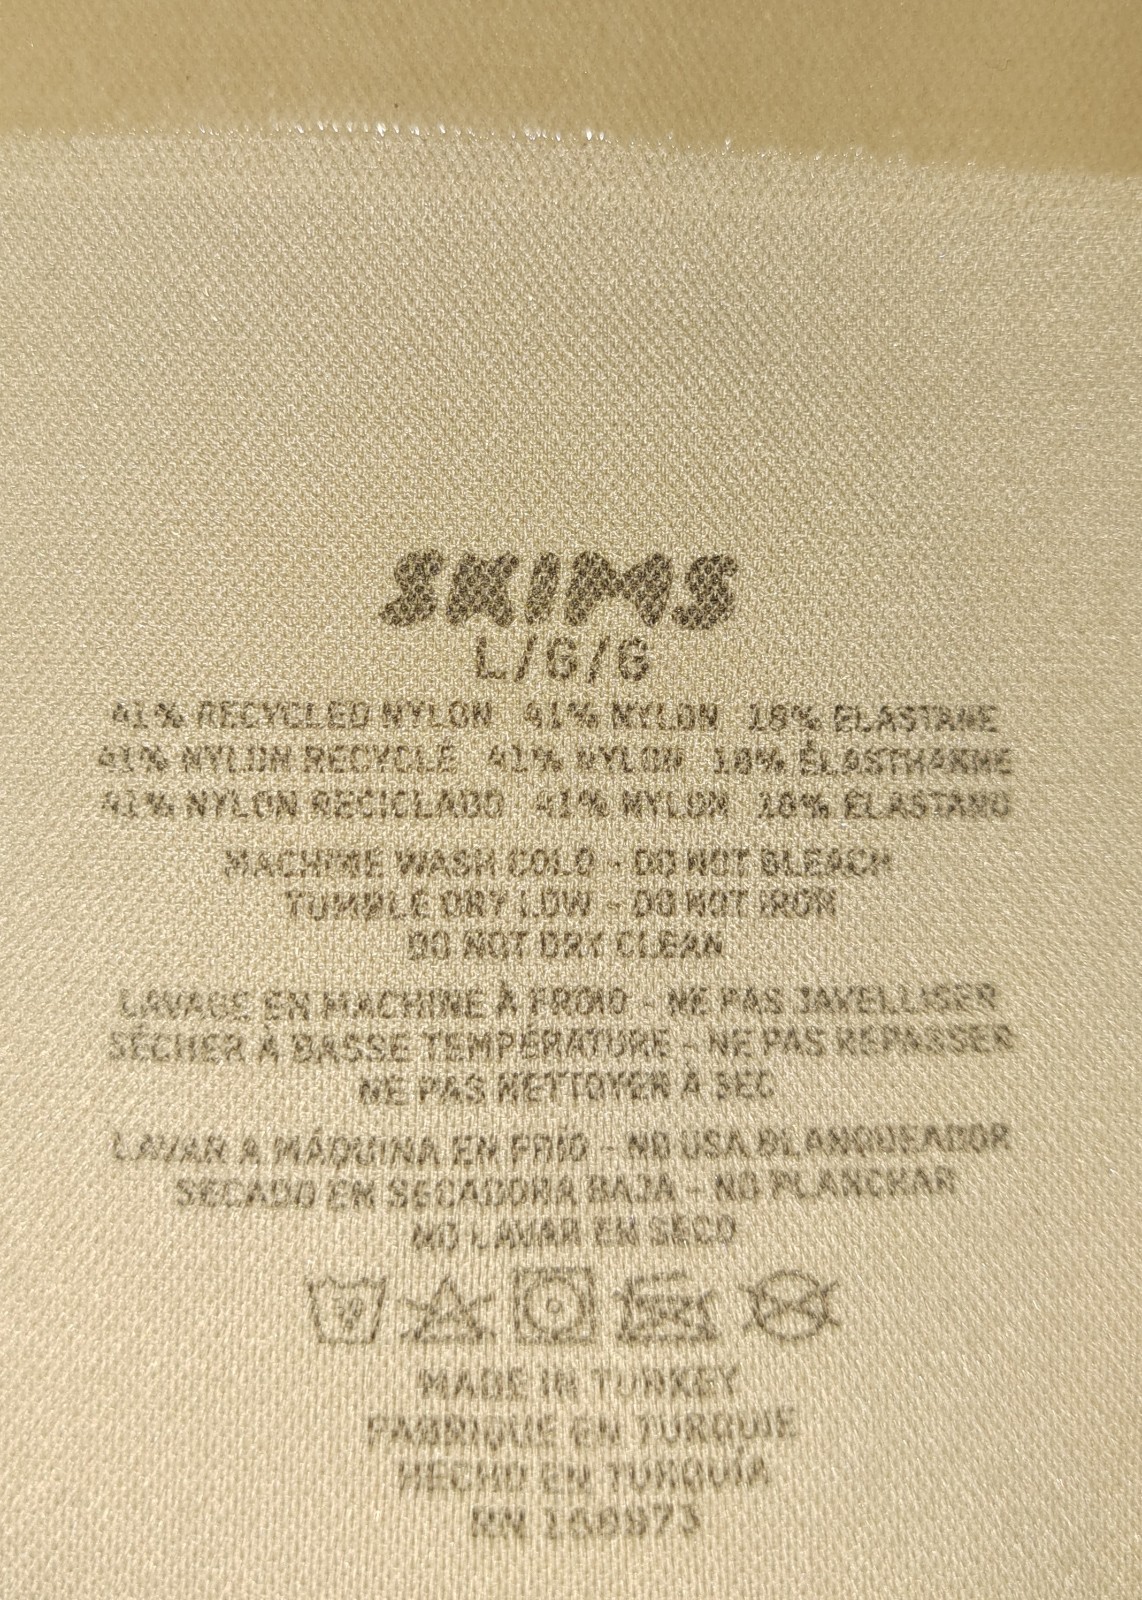 SKIMS
L/G/G
41% RECYCLED NYLON 41% NYLON 18% ELASTANE
41% NYLON RECYCLÉ 41% NYLON 18% ÉLASTHANNE
41% NYLON RECICLADO 41% NYLON 18% ELASTANO
MACHINE WASH COLD - DO NOT BLEACH
TUMBLE DRY LOW - DO NOT IRON
DO NOT DRY CLEAN
LAVAGE EN MACHINE À FROID - NE PAS JAVELLISER
SÉCHER À BASSE TEMPÉRATURE - NE PAS REPASSER
NE PAS NETTOYER À SEC
LAVAR A MÁQUINA EN FRÍO - NO USA BLANQUEADOR
SECADO EN SECADORA BAJA - NO PLANCHAR
NO LAVAR EN SECO
30
MADE IN TURKEY
FABRIQUE EN TURQUIE
HECHO EN TURQUÍA
RN